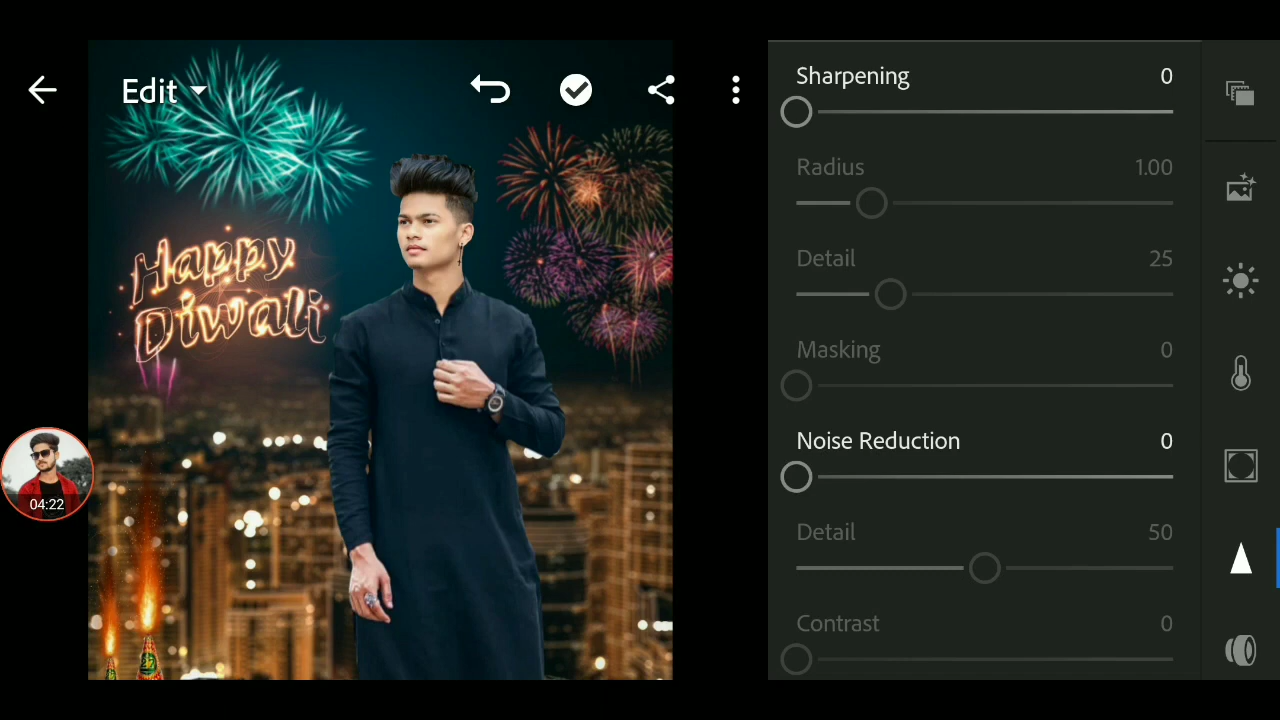 Edit
Happy
Diwali
04:22
Sharpening 0
Radius 1.00
Detail 25
Masking 0
Noise Reduction 0
Detail 50
Contrast 0